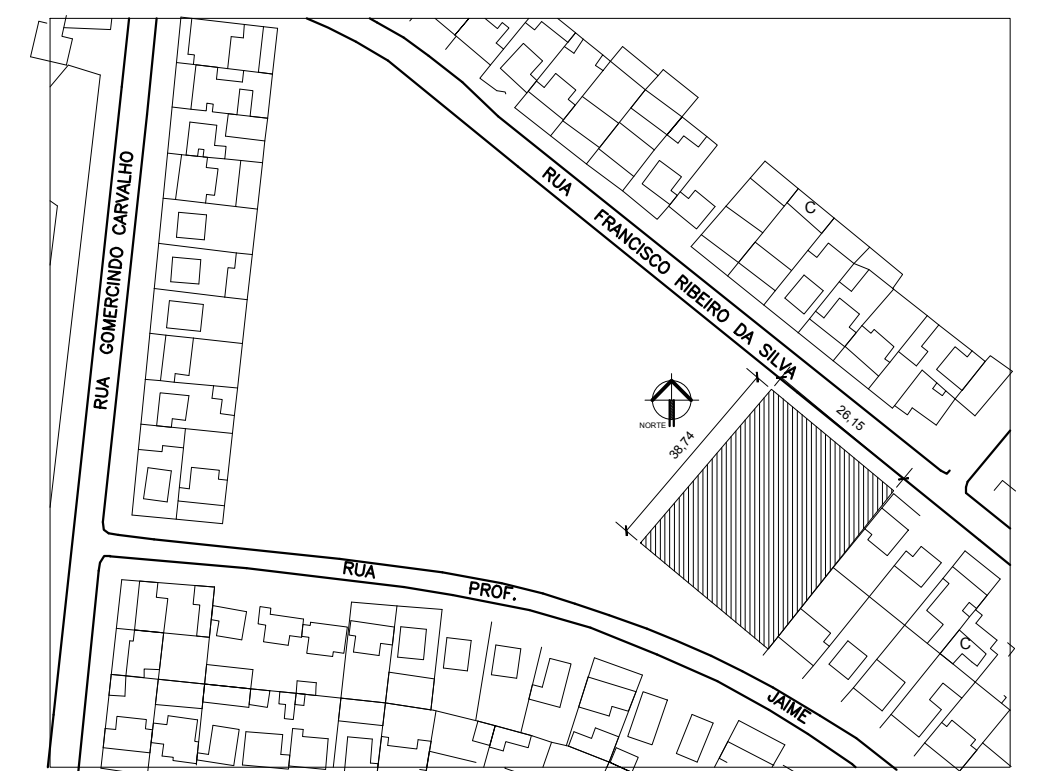 RUA GOMERCINDO CARVALHO
RUA FRANCISCO RIBEIRO DA SILVA
C
NORTE
38,74
26,15
RUA PROF. JAIME
C